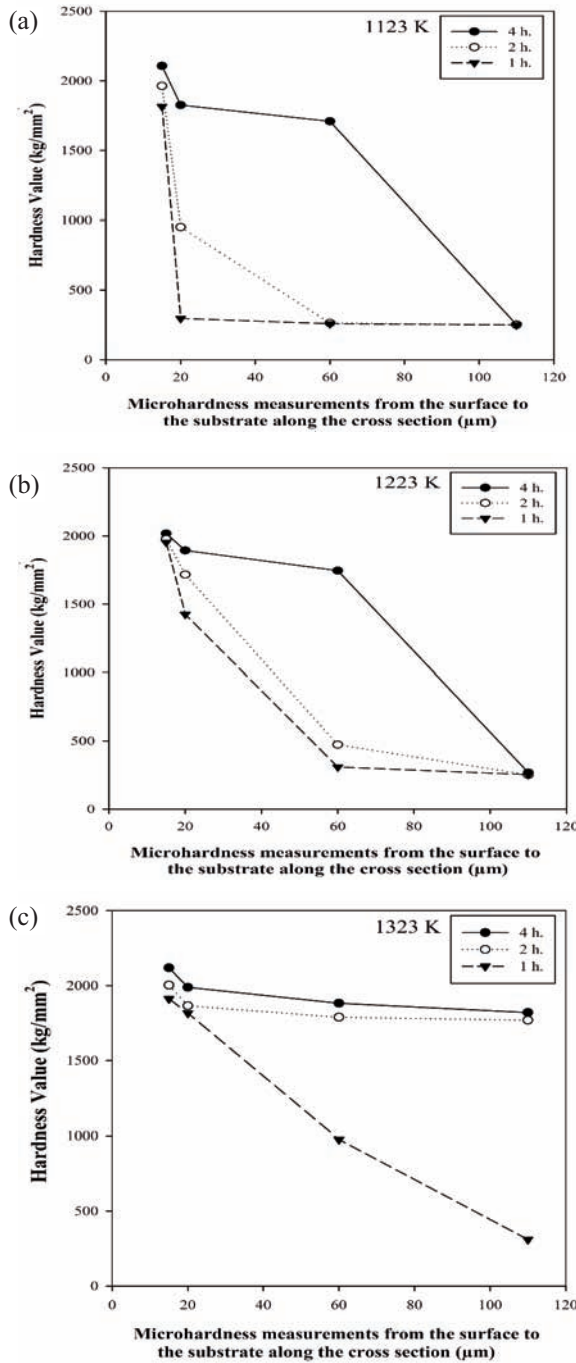 (a)
2500
1123 K
4 h.
2 h.
1 h.
2000
1500
1000
500
0
Hardness Value (kg/mm²)
0 20 40 60 80 100 120
Microhardness measurements from the surface to
the substrate along the cross section (µm)
(b)
2500
1223 K
4 h.
2 h.
1 h.
2000
1500
1000
500
0
Hardness Value (kg/mm²)
0 20 40 60 80 100 120
Microhardness measurements from the surface to
the substrate along the cross section (µm)
(c)
2500
1323 K
4 h.
2 h.
1 h.
2000
1500
1000
500
0
Hardness Value (kg/mm²)
0 20 40 60 80 100 120
Microhardness measurements from the surface to
the substrate along the cross section (µm)